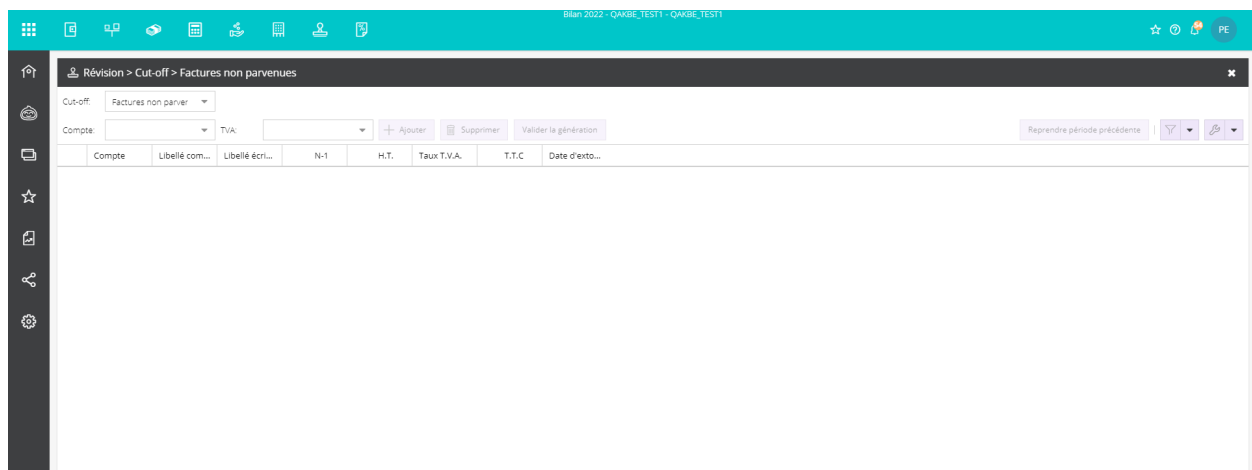 Bilan 2022 - QAKBE_TEST1 - QAKBE_TEST1
54
PE
Révision > Cut-off > Factures non parvenues
Cut-off: Factures non parver
Compte: TVA: Ajouter Supprimer Valider la génération Reprendre période précédente
Compte Libellé com... Libellé écri... N-1 H.T. Taux T.V.A. T.T.C Date d'exto...